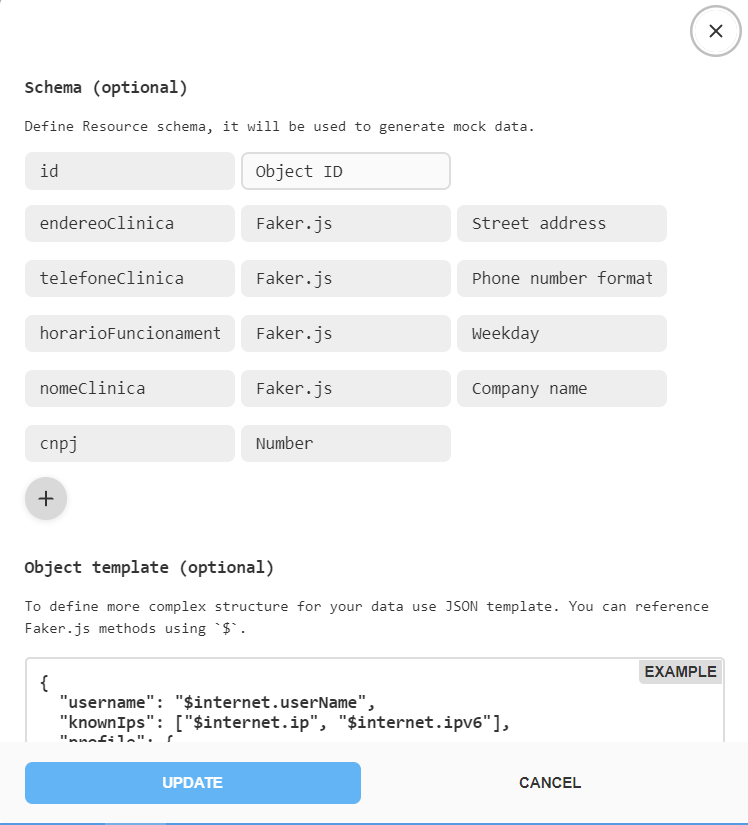 Schema (optional)
Define Resource schema, it will be used to generate mock data.
id Object ID
endereoClinica Faker.js Street address
telefoneClinica Faker.js Phone number format
horarioFuncionament Faker.js Weekday
nomeClinica Faker.js Company name
cnpj Number
+
Object template (optional)
To define more complex structure for your data use JSON template. You can reference
Faker.js methods using `$`.
EXAMPLE
{
"username": "$internet.userName",
"knownIps": ["$internet.ip", "$internet.ipv6"],
"profile": {
UPDATE CANCEL